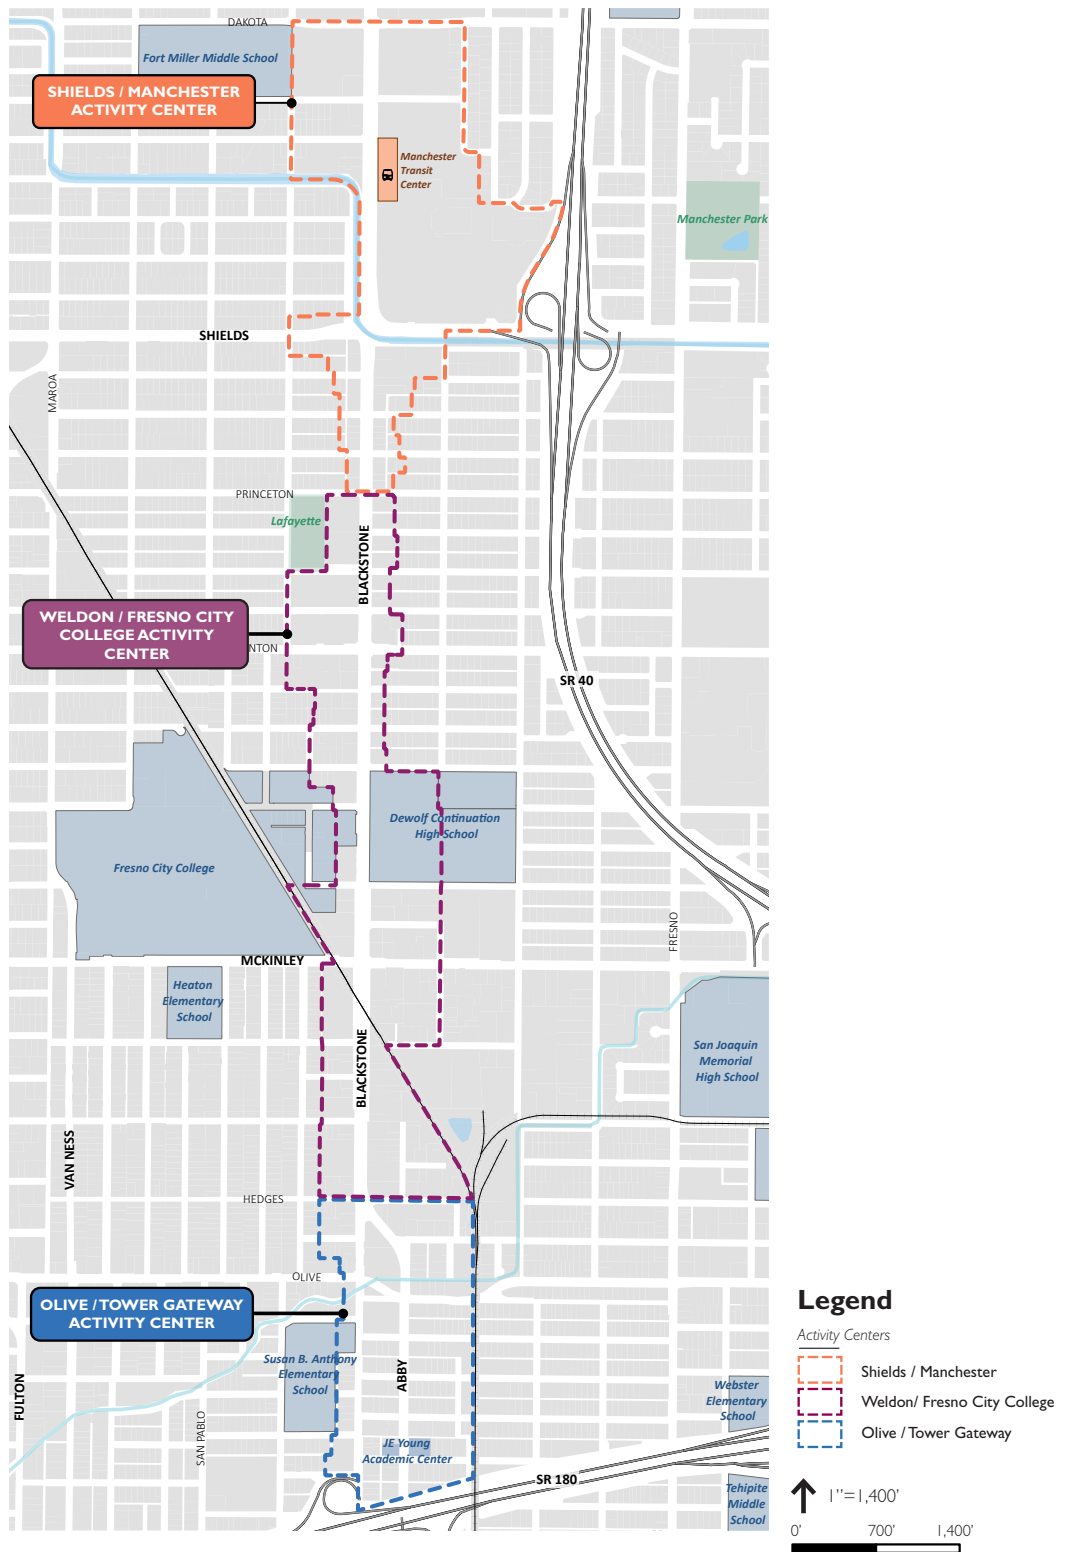 DAKOTA
Fort Miller Middle School
SHIELDS / MANCHESTER
ACTIVITY CENTER
Manchester
Transit
Center
Manchester Park
SHIELDS
MAROA
PRINCETON
Lafayette
BLACKSTONE
WELDON / FRESNO CITY
COLLEGE ACTIVITY
CENTER
NTON
SR 40
Dewolf Continuation
High School
Fresno City College
FRESNO
MCKINLEY
Heaton
Elementary
School
BLACKSTONE
San Joaquin
Memorial
High School
VAN NESS
HEDGES
OLIVE
OLIVE / TOWER GATEWAY
ACTIVITY CENTER
Susan B. Anthony
Elementary
School
ABBY
FULTON
SAN PABLO
JE Young
Academic Center
SR 180
Webster
Elementary
School
Tehipite
Middle
School
Legend
Activity Centers
Shields / Manchester
Weldon/ Fresno City College
Olive / Tower Gateway
1''=1,400'
0' 700' 1,400'